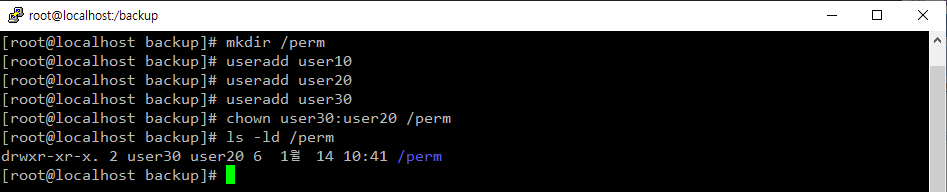 root@localhost:/backup
[root@localhost backup]# mkdir /perm
[root@localhost backup]# useradd user10
[root@localhost backup]# useradd user20
[root@localhost backup]# useradd user30
[root@localhost backup]# chown user30:user20 /perm
[root@localhost backup]# ls -ld /perm
drwxr-xr-x. 2 user30 user20 6  1월  14 10:41 /perm
[root@localhost backup]#